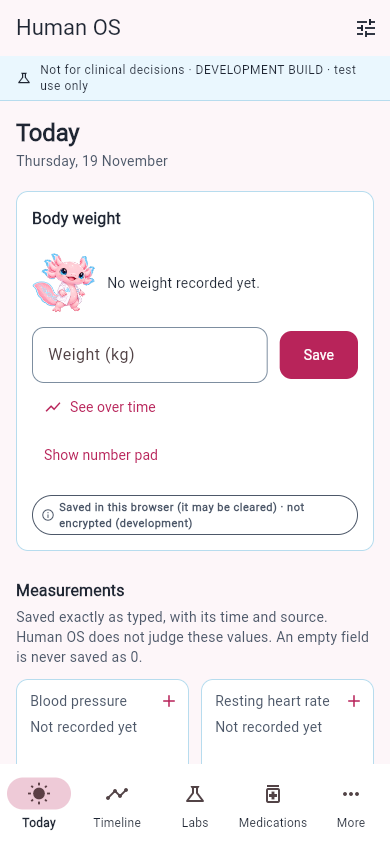 Human OS
Not for clinical decisions · DEVELOPMENT BUILD · test
use only
Today
Thursday, 19 November
Body weight
No weight recorded yet.
Weight (kg)
Save
See over time
Show number pad
Saved in this browser (it may be cleared) · not
encrypted (development)
Measurements
Saved exactly as typed, with its time and source.
Human OS does not judge these values. An empty field
is never saved as 0.
Blood pressure
Not recorded yet
Resting heart rate
Not recorded yet
Today
Timeline
Labs
Medications
More